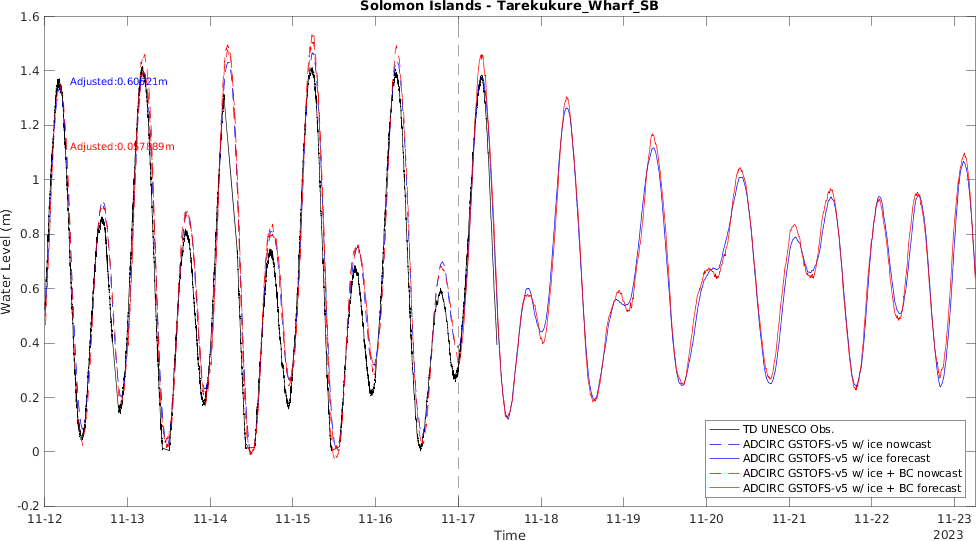 Solomon Islands - Tarekukure_Wharf_SB
Water Level (m)
1.6
1.4
1.2
1
0.8
0.6
0.4
0.2
0
-0.2
Adjusted:0.60621m
Adjusted:0.057889m
TD UNESCO Obs.
ADCIRC GSTOFS-v5 w/ ice nowcast
ADCIRC GSTOFS-v5 w/ ice forecast
ADCIRC GSTOFS-v5 w/ ice + BC nowcast
ADCIRC GSTOFS-v5 w/ ice + BC forecast
11-12 11-13 11-14 11-15 11-16 11-17 11-18 11-19 11-20 11-21 11-22 11-23
Time
2023